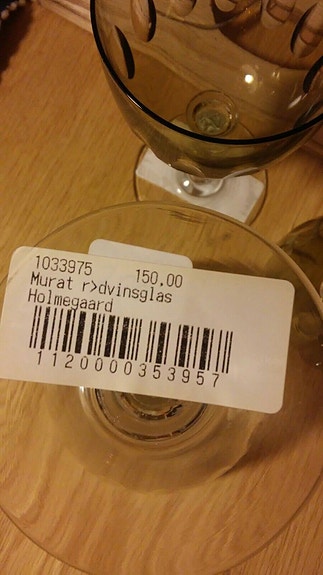 1033975 150.00
Murat r>dvinsglas
Holmegaard
1120000353957